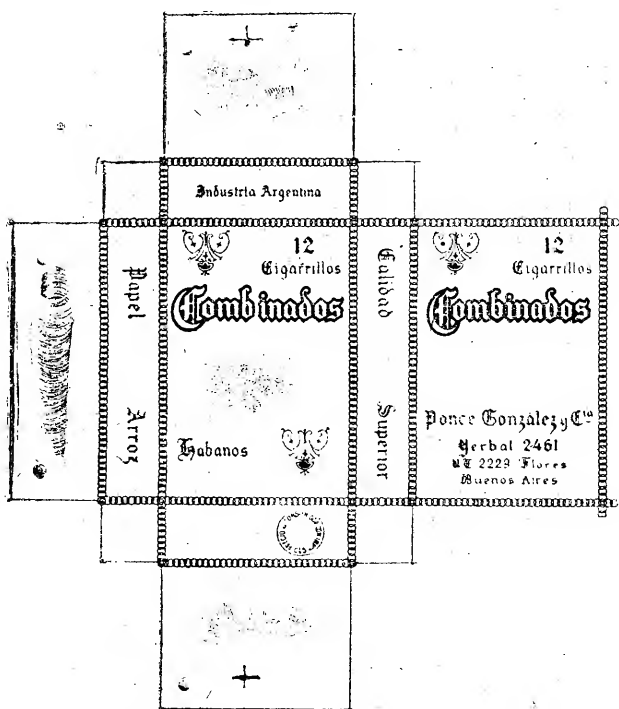 Industria Argentina
Papel Arroz
12
Cigarrillos
Combinados
Habanos
Calidad Superior
12
Cigarrillos
Combinados
Ponce González y Cía
Yerbal 2461
UT 2229 Flores
Buenos Aires